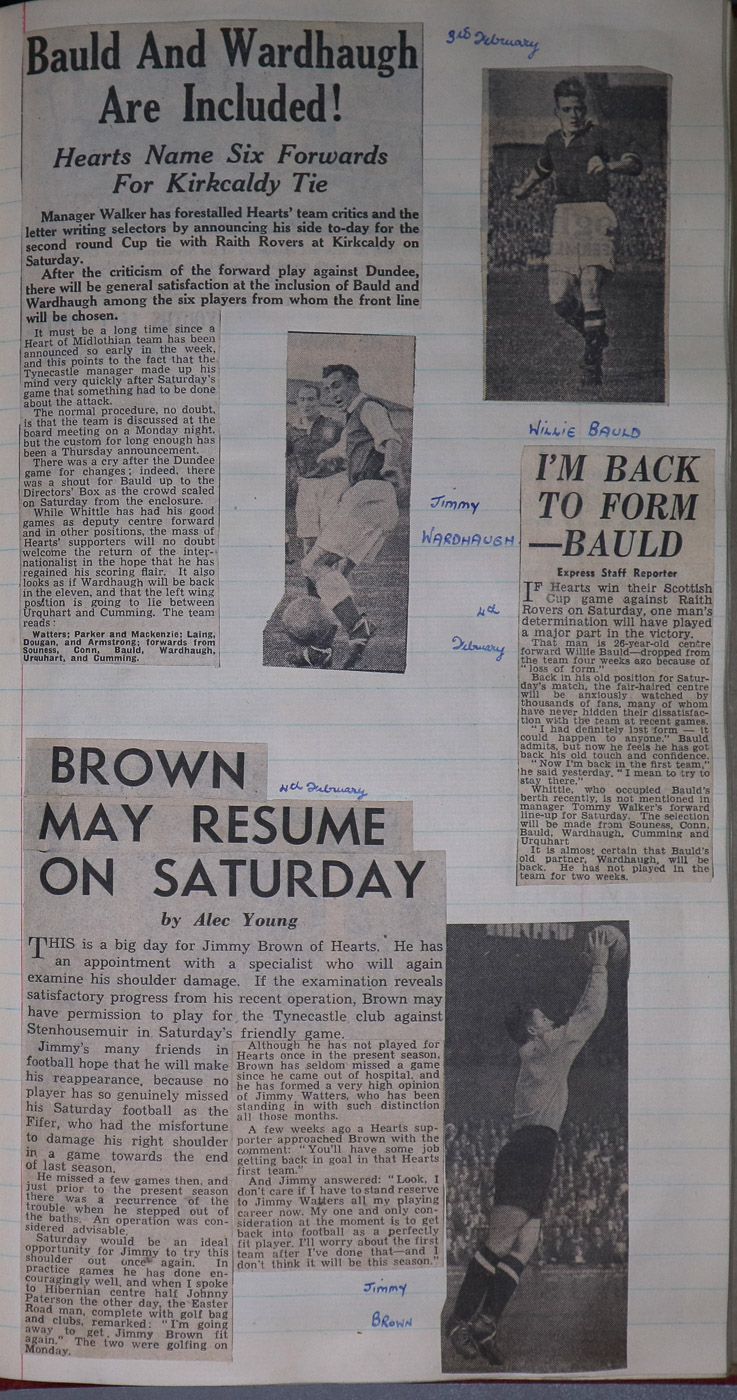 Bauld And Wardhaugh
Are Included!
Hearts Name Six Forwards
For Kirkcaldy Tie
Manager Walker has forestalled Hearts' team critics and the
letter writing selectors by announcing his side to-day for the
second round Cup tie with Raith Rovers at Kirkcaldy on
Saturday.
After the criticism of the forward play against Dundee,
there will be general satisfaction at the inclusion of Bauld and
Wardhaugh among the six players from whom the front line
will be chosen.
It must be a long time since a
Heart of Midlothian team has been
announced so early in the week,
and this points to the fact that the
Tynecastle manager made up his
mind very quickly after Saturday's
game that something had to be done
about the attack.
The normal procedure, no doubt,
is that the team is discussed at the
board meeting on a Monday night,
but the custom for long enough has
been a Thursday announcement.
There was a cry after the Dundee
game for changes; indeed, there
was a shout for Bauld up to the
Directors' Box as the crowd scaled
on Saturday from the enclosure.
While Whittle has had his good
games as deputy centre forward
and in other positions, the mass of
Hearts' supporters will no doubt
welcome the return of the inter-
nationalist in the hope that he has
regained his scoring flair. It also
looks as if Wardhaugh will be back
in the eleven, and that the left wing
position is going to lie between
Urquhart and Cumming. The team
reads:
Watters; Parker and Mackenzie; Laing,
Dougan, and Armstrong; forwards from
Souness, Conn, Bauld, Wardhaugh,
Urquhart, and Cumming.
3rd February
WILLIE BAULD
Jimmy
WARDHAUGH
4th
February
I'M BACK
TO FORM
—BAULD
Express Staff Reporter
IF Hearts win their Scottish
Cup game against Raith
Rovers on Saturday, one man's
determination will have played
a major part in the victory.
That man is 26-year-old centre
forward Willie Bauld—dropped from
the team four weeks ago because of
"loss of form."
Back in his old position for Satur-
day's match, the fair-haired centre
will be anxiously watched by
thousands of fans, many of whom
have never hidden their dissatisfac-
tion with the team at recent games.
"I had definitely lost form — it
could happen to anyone," Bauld
admits, but now he feels he has got
back his old touch and confidence.
"Now I'm back in the first team,"
he said yesterday, "I mean to try to
stay there."
Whittle, who occupied Bauld's
berth recently, is not mentioned in
manager Tommy Walker's forward
line-up for Saturday. The selection
will be made from Souness, Conn,
Bauld, Wardhaugh, Cumming and
Urquhart
It is almost certain that Bauld's
old partner, Wardhaugh, will be
back. He has not played in the
team for two weeks.
BROWN
4th February
MAY RESUME
ON SATURDAY
by Alec Young
THIS is a big day for Jimmy Brown of Hearts. He has
an appointment with a specialist who will again
examine his shoulder damage. If the examination reveals
satisfactory progress from his recent operation, Brown may
have permission to play for the Tynecastle club against
Stenhousemuir in Saturday's friendly game.
Jimmy's many friends in
football hope that he will make
his reappearance, because no
player has so genuinely missed
his Saturday football as the
Fifer, who had the misfortune
to damage his right shoulder
in a game towards the end
of last season.
He missed a few games then, and
just prior to the present season
there was a recurrence of the
trouble when he stepped out of
the baths. An operation was con-
sidered advisable.
Saturday would be an ideal
opportunity for Jimmy to try this
shoulder out once again. In
practice games he has done en-
couragingly well, and when I spoke
to Hibernian centre half Johnny
Paterson the other day, the Easter
Road man, complete with golf bag
and clubs, remarked: "I'm going
away to get Jimmy Brown fit
again." The two were golfing on
Monday.
Although he has not played for
Hearts once in the present season,
Brown has seldom missed a game
since he came out of hospital, and
he has formed a very high opinion
of Jimmy Watters, who has been
standing in with such distinction
all those months.
A few weeks ago a Hearts sup-
porter approached Brown with the
comment: "You'll have some job
getting back in goal in that Hearts
first team."
And Jimmy answered: "Look, I
don't care if I have to stand reserve
to Jimmy Watters all my playing
career now. My one and only con-
sideration at the moment is to get
back into football as a perfectly
fit player. I'll worry about the first
team after I've done that—and I
don't think it will be this season."
Jimmy
BROWN